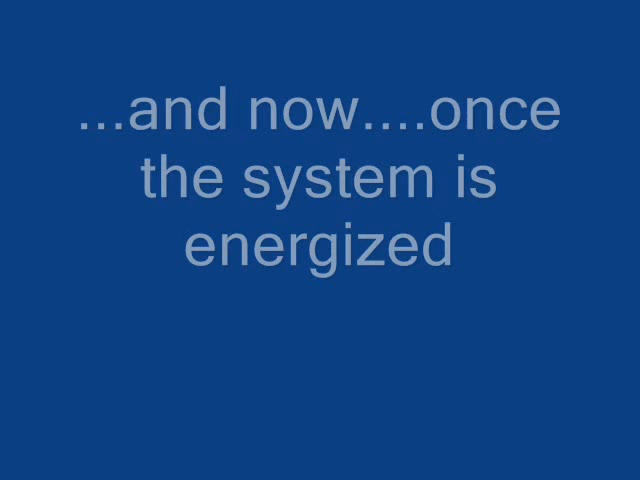 ...and now....once
the system is
energized